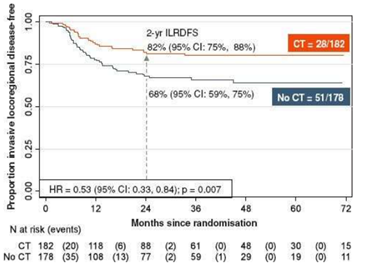 Proportion invasive locoregional disease-free
1.00
0.75
0.50
0.25
0.00
2-yr ILRDFS
82% (95% CI: 75%, 88%)
CT = 28/182
68% (95% CI: 59%, 75%)
No CT = 51/178
HR = 0.53 (95% CI: 0.33, 0.84); p = 0.007
0 12 24 36 48 60 72
Months since randomisation
N at risk (events)
CT 182 (20) 118 (6) 88 (2) 61 (0) 48 (0) 30 (0) 15
No CT 178 (35) 108 (13) 77 (2) 59 (1) 29 (0) 19 (0) 11